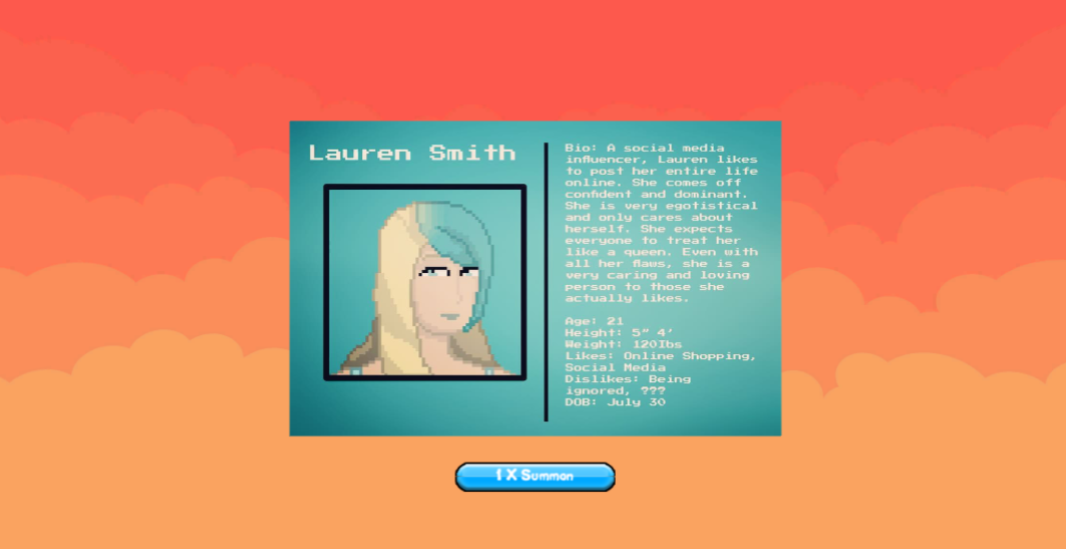 Lauren Smith
Bio: A social media
influencer, Lauren likes
to post her entire life
online. She comes off
confident and dominant.
She is very egotistical
and only cares about
herself. She expects
everyone to treat her
like a queen. Even with
all her flaws, she is a
very caring and loving
person to those she
actually likes.
Age: 21
Height: 5" 4'
Weight: 120Ibs
Likes: Online Shopping,
Social Media
Dislikes: Being
ignored, ???
DOB: July 30
1 X Summon